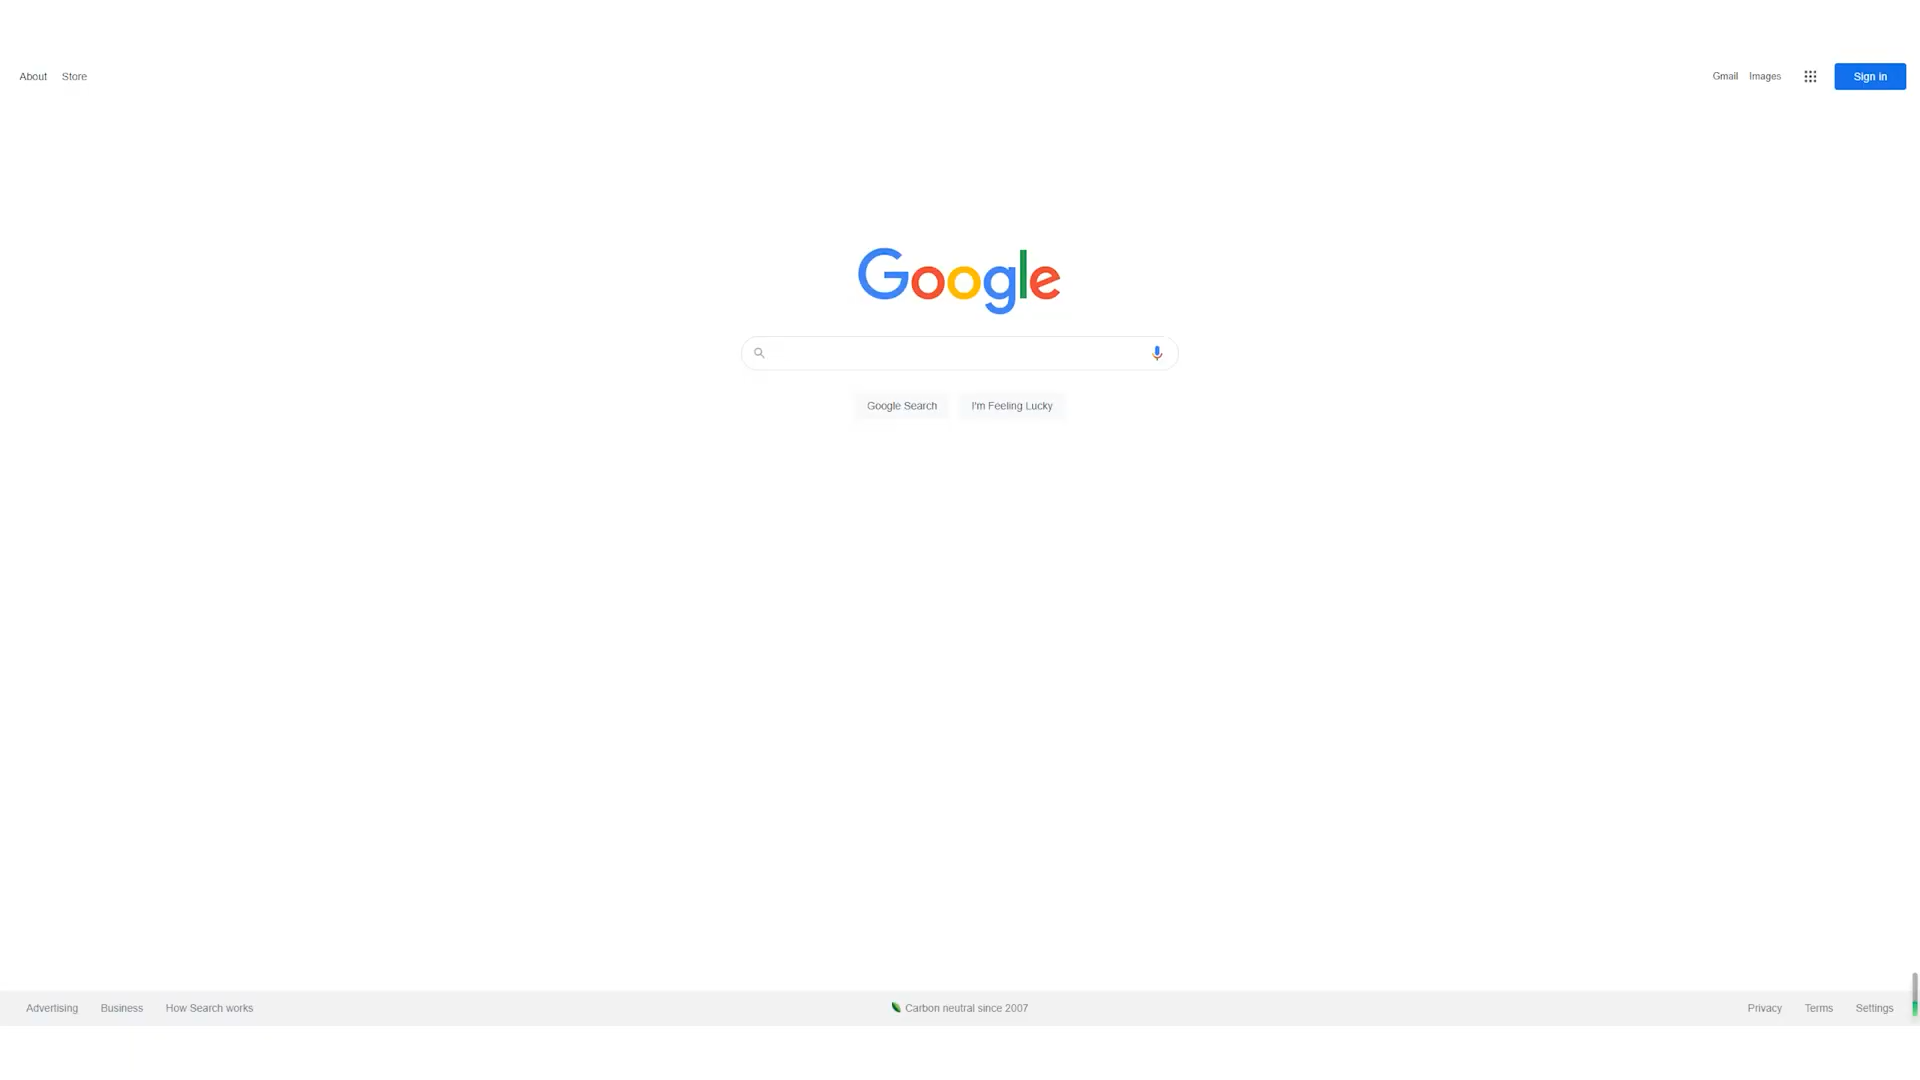 About Store Gmail Images Sign in
Google
Google Search I'm Feeling Lucky
Advertising Business How Search works Carbon neutral since 2007 Privacy Terms Settings